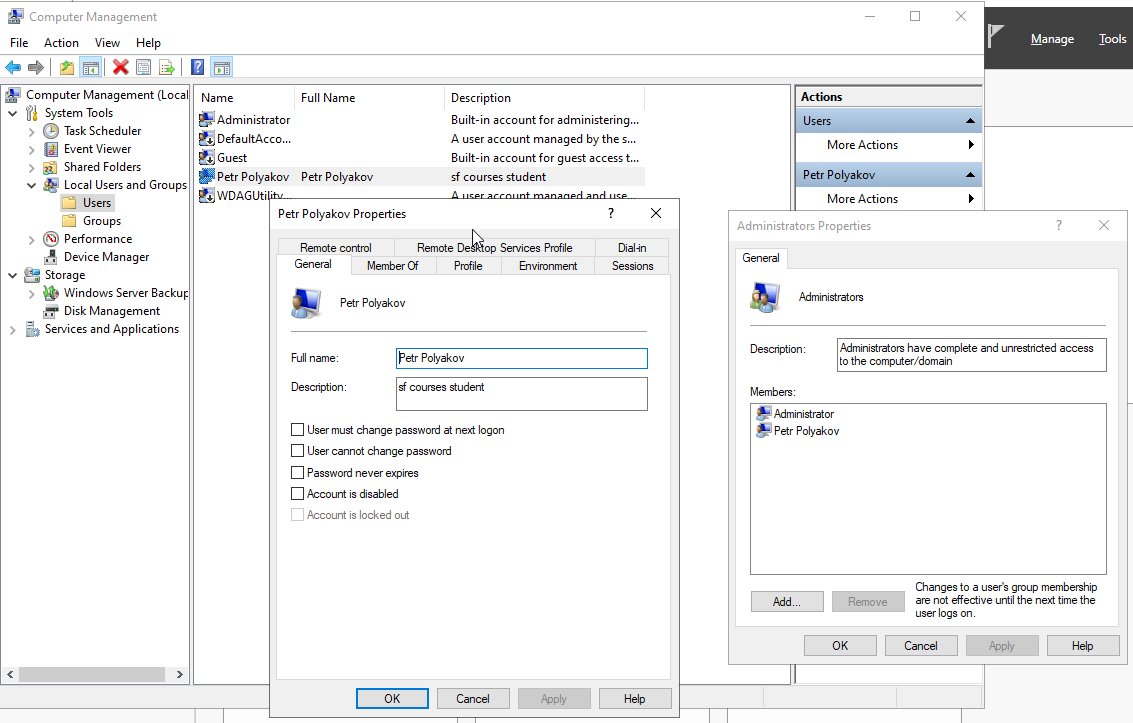 Computer Management
File Action View Help
Manage Tools
Computer Management (Local
System Tools
Task Scheduler
Event Viewer
Shared Folders
Local Users and Groups
Users
Groups
Performance
Device Manager
Storage
Windows Server Backup
Disk Management
Services and Applications
Name Full Name Description
Administrator Built-in account for administering...
DefaultAcco... A user account managed by the s...
Guest Built-in account for guest access t...
Petr Polyakov Petr Polyakov sf courses student
WDAGUtility... A user account managed and use...
Actions
Users
More Actions
Petr Polyakov
More Actions
Petr Polyakov Properties ?
Remote control Remote Desktop Services Profile Dial-in
General Member Of Profile Environment Sessions
Petr Polyakov
Full name: Petr Polyakov
Description: sf courses student
User must change password at next logon
User cannot change password
Password never expires
Account is disabled
Account is locked out
OK Cancel Apply Help
Administrators Properties ?
General
Administrators
Description: Administrators have complete and unrestricted access
to the computer/domain
Members:
Administrator
Petr Polyakov
Add... Remove
Changes to a user's group membership
are not effective until the next time the
user logs on.
OK Cancel Apply Help